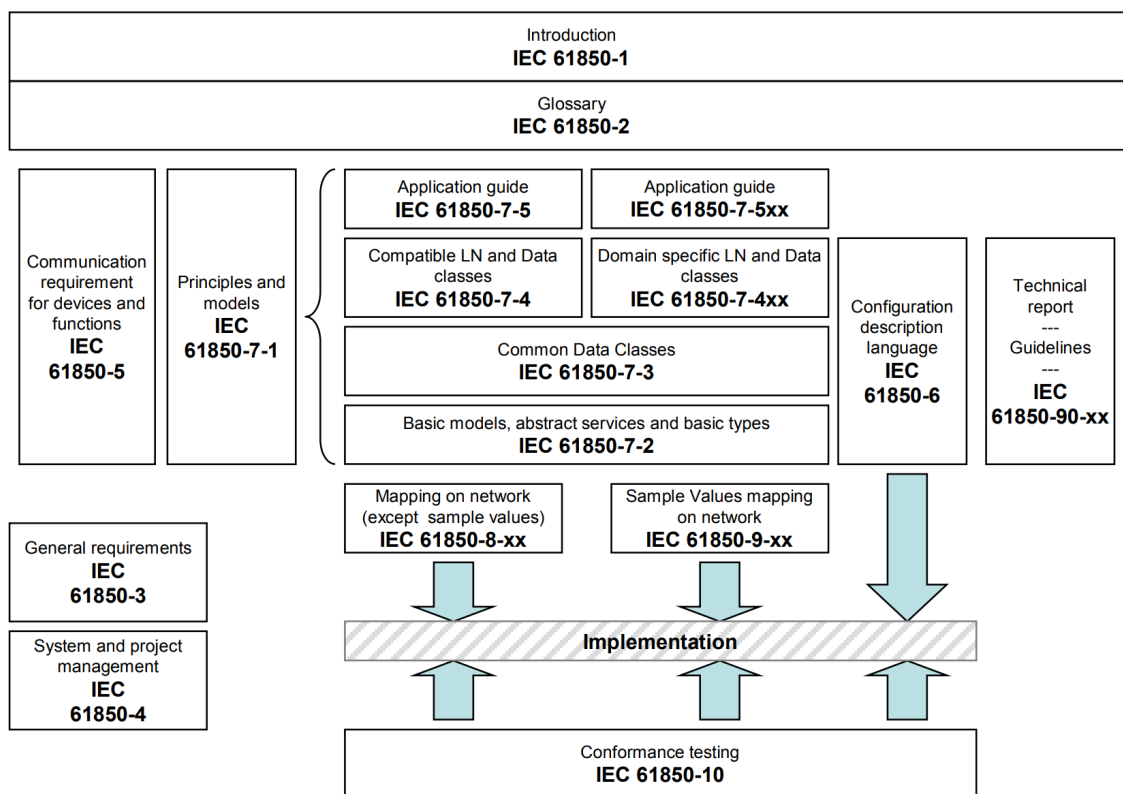 Introduction
IEC 61850-1
Glossary
IEC 61850-2
Communication
requirement
for devices and
functions
IEC
61850-5
Principles and
models
IEC
61850-7-1
Application guide
IEC 61850-7-5
Application guide
IEC 61850-7-5xx
Compatible LN and Data
classes
IEC 61850-7-4
Domain specific LN and Data
classes
IEC 61850-7-4xx
Common Data Classes
IEC 61850-7-3
Basic models, abstract services and basic types
IEC 61850-7-2
Configuration
description
language
IEC
61850-6
Technical
report
---
Guidelines
---
IEC
61850-90-xx
Mapping on network
(except sample values)
IEC 61850-8-xx
Sample Values mapping
on network
IEC 61850-9-xx
General requirements
IEC
61850-3
System and project
management
IEC
61850-4
Implementation
Conformance testing
IEC 61850-10